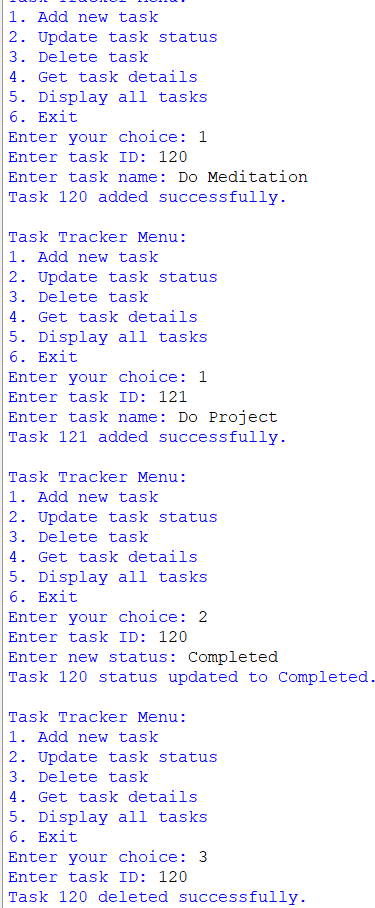 Task Tracker Menu:
1. Add new task
2. Update task status
3. Delete task
4. Get task details
5. Display all tasks
6. Exit
Enter your choice: 1
Enter task ID: 120
Enter task name: Do Meditation
Task 120 added successfully.
Task Tracker Menu:
1. Add new task
2. Update task status
3. Delete task
4. Get task details
5. Display all tasks
6. Exit
Enter your choice: 1
Enter task ID: 121
Enter task name: Do Project
Task 121 added successfully.
Task Tracker Menu:
1. Add new task
2. Update task status
3. Delete task
4. Get task details
5. Display all tasks
6. Exit
Enter your choice: 2
Enter task ID: 120
Enter new status: Completed
Task 120 status updated to Completed.
Task Tracker Menu:
1. Add new task
2. Update task status
3. Delete task
4. Get task details
5. Display all tasks
6. Exit
Enter your choice: 3
Enter task ID: 120
Task 120 deleted successfully.